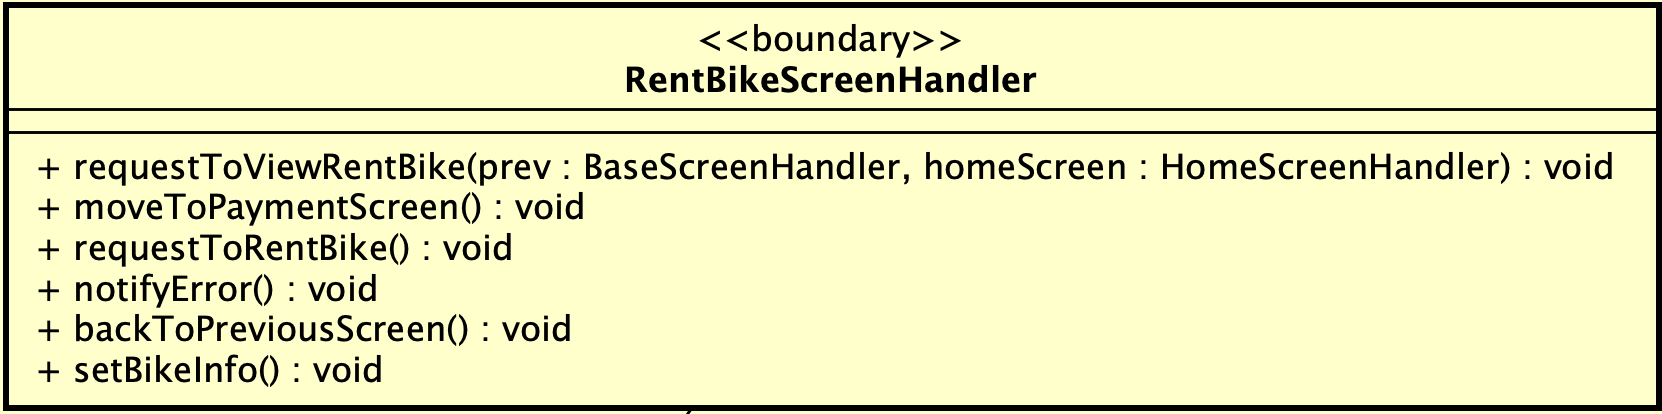 <<boundary>>
RentBikeScreenHandler
+ requestToViewRentBike(prev : BaseScreenHandler, homeScreen : HomeScreenHandler) : void
+ moveToPaymentScreen() : void
+ requestToRentBike() : void
+ notifyError() : void
+ backToPreviousScreen() : void
+ setBikeInfo() : void